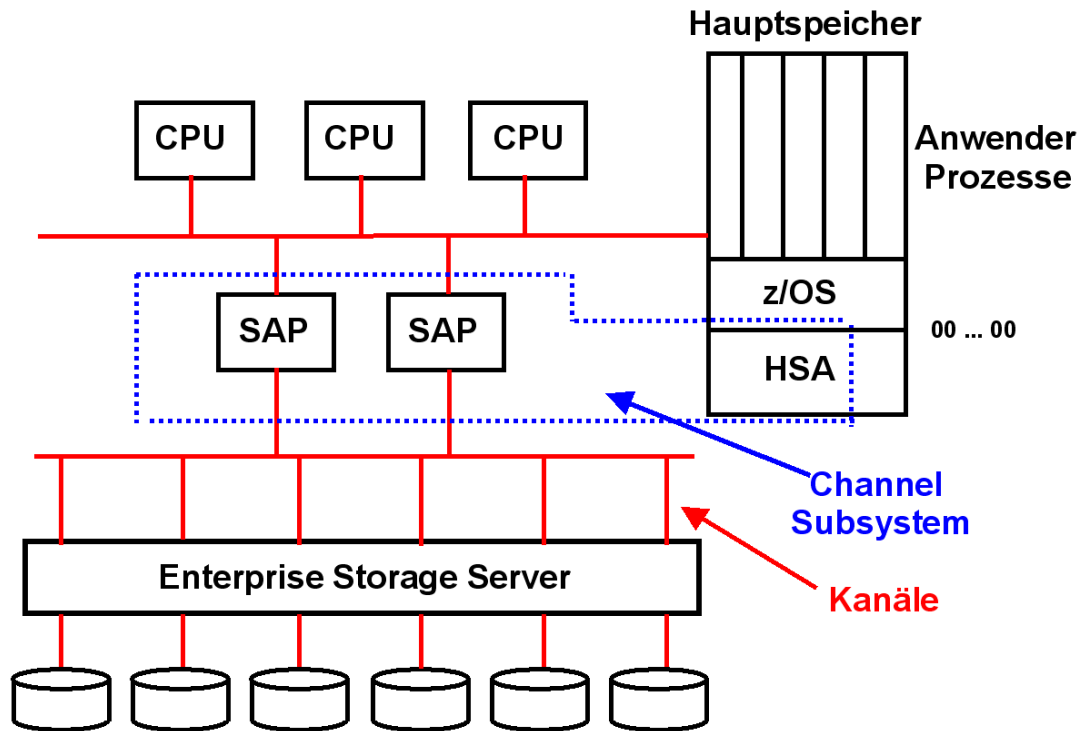 Hauptspeicher
CPU
CPU
CPU
Anwender
Prozesse
z/OS
SAP
SAP
00 ... 00
HSA
Channel
Subsystem
Enterprise Storage Server
Kanäle